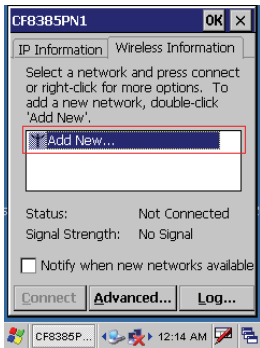 CF8385PN1 OK ×
IP Information Wireless Information
Select a network and press connect
or right-click for more options. To
add a new network, double-click
'Add New'.
Add New...
Status: Not Connected
Signal Strength: No Signal
Notify when new networks available
Connect Advanced... Log...
CF8385P... 12:14 AM